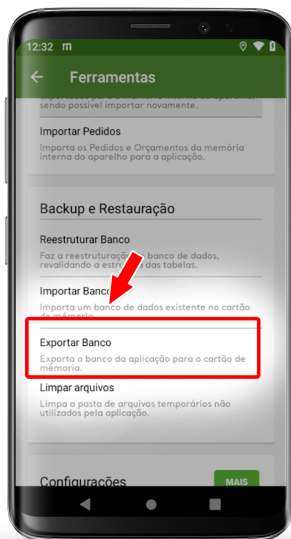 12:32 m
Ferramentas
sendo possível importar novamente.
Importar Pedidos
Importa os Pedidos e Orçamentos da memória
interna do aparelho para a aplicação.
Backup e Restauração
Reestruturar Banco
Faz a reestruturação banco de dados,
revalidando a das tabelas.
Importar Banco
Importa um banco de dados existente no cartão
de memória.
Exportar Banco
Exporta o banco da aplicação para o cartão de
mémoria.
Limpar arquivos
Limpa a pasta de arquivos temporários não
utilizados pela aplicação.
Configurações
MAIS